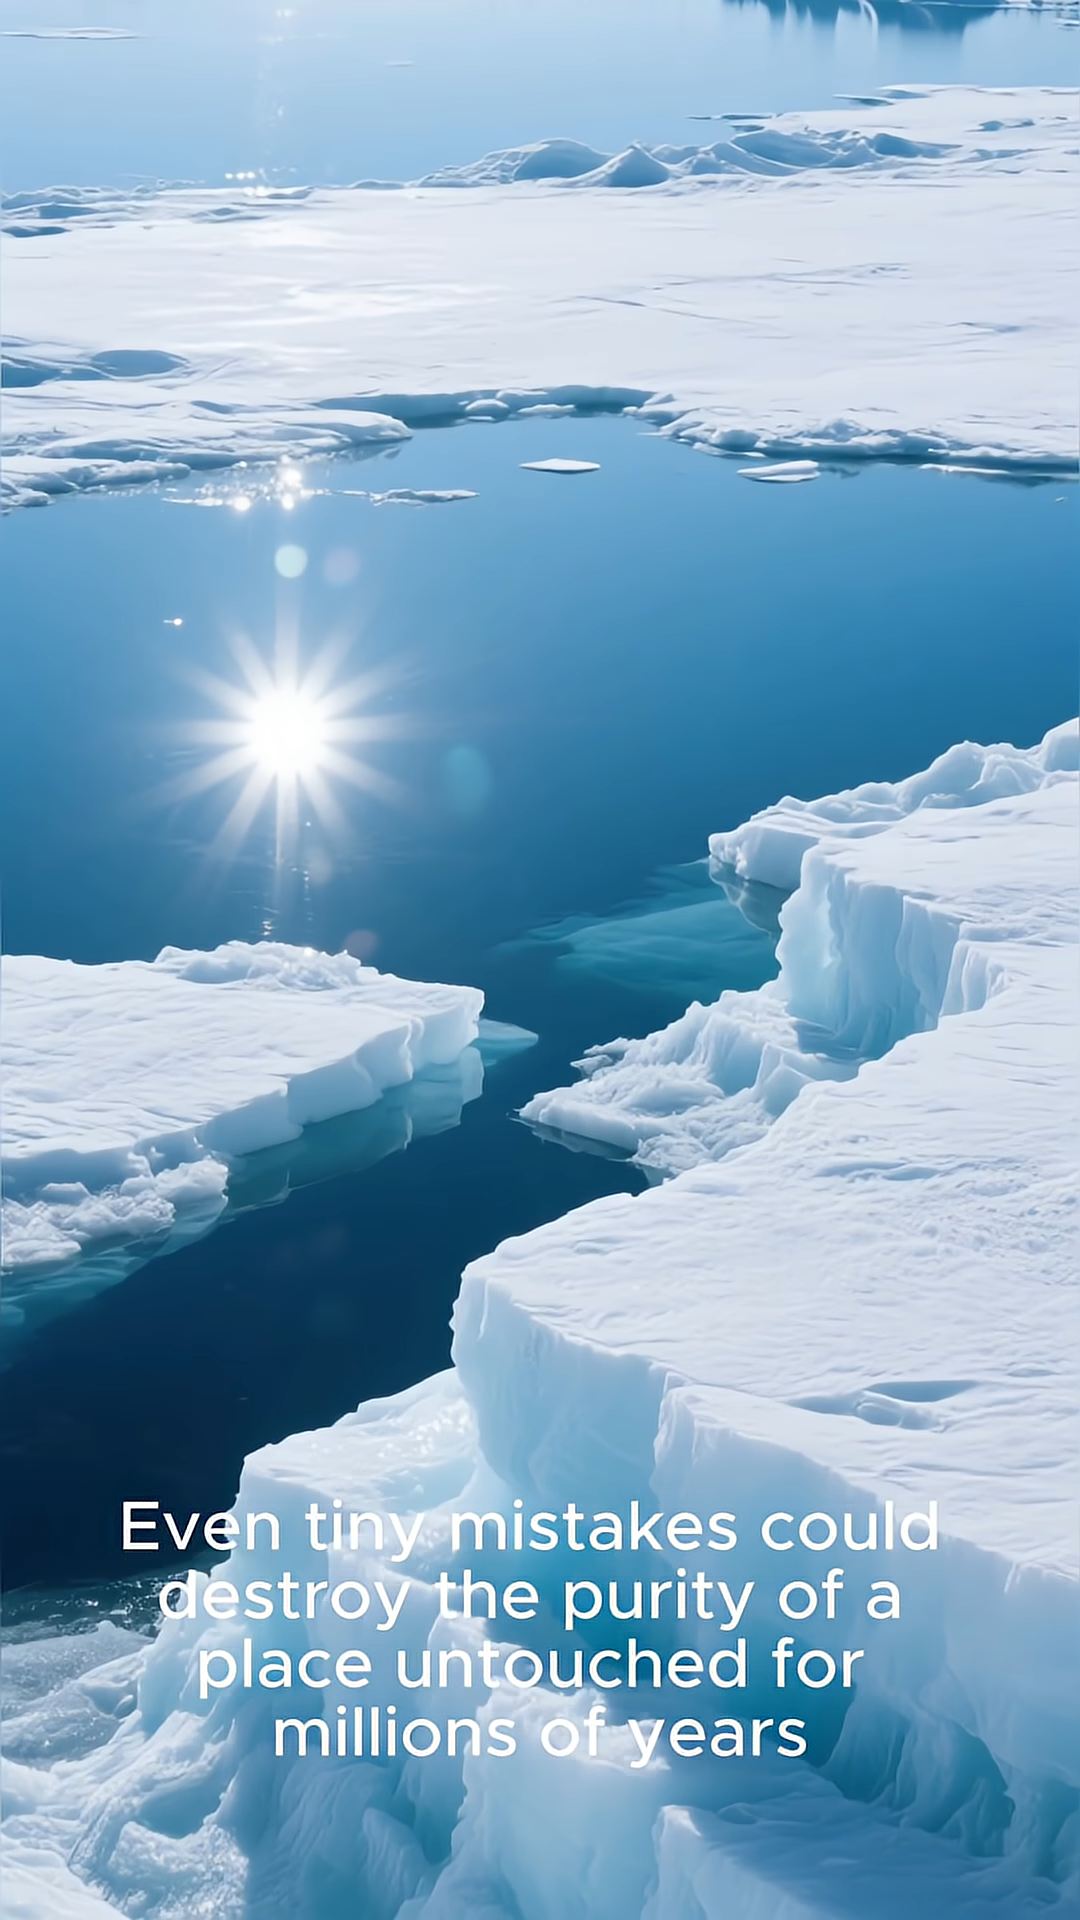 Even tiny mistakes could
destroy the purity of a
place untouched for
millions of years